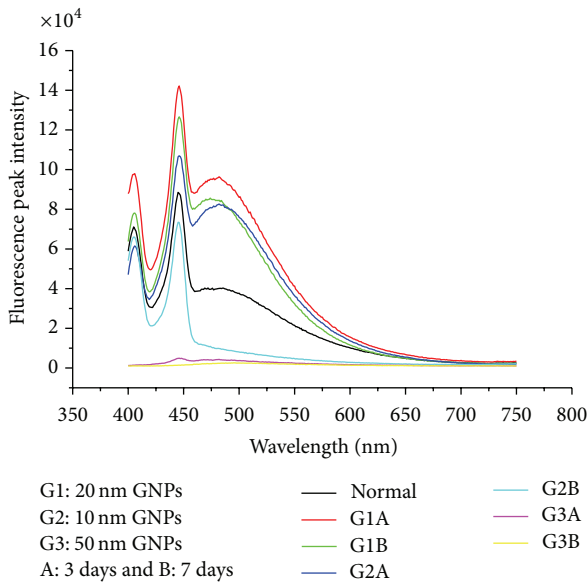 ×10⁴
16
14
12
10
8
6
4
2
0
Fluorescence peak intensity
350 400 450 500 550 600 650 700 750 800
Wavelength (nm)
G1: 20 nm GNPs
G2: 10 nm GNPs
G3: 50 nm GNPs
A: 3 days and B: 7 days
Normal
G1A
G1B
G2A
G2B
G3A
G3B